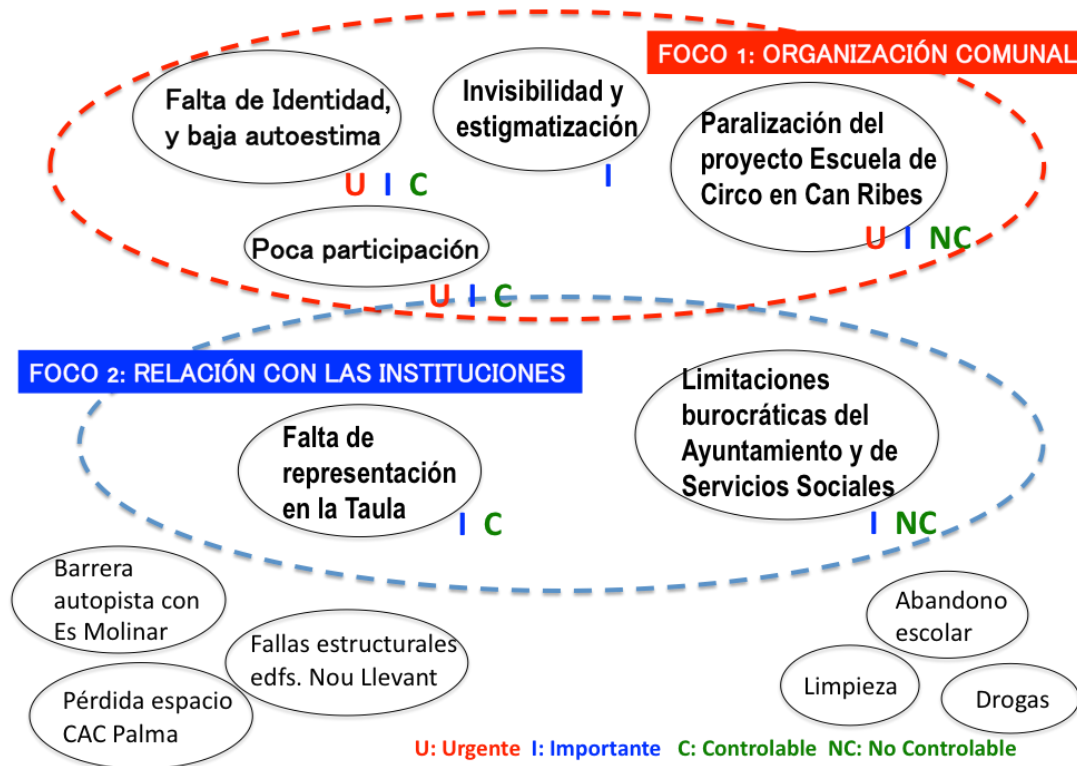 FOCO 1: ORGANIZACIÓN COMUNAL
Falta de Identidad,
y baja autoestima
U I C
Invisibilidad y
estigmatización
I
Paralización del
proyecto Escuela de
Circo en Can Ribes
U I NC
Poca participación
U I C
FOCO 2: RELACIÓN CON LAS INSTITUCIONES
Falta de
representación
en la Taula
I C
Limitaciones
burocráticas del
Ayuntamiento y de
Servicios Sociales
I NC
Barrera
autopista con
Es Molinar
Fallas estructurales
edfs. Nou Llevant
Pérdida espacio
CAC Palma
Abandono
escolar
Limpieza
Drogas
U: Urgente I: Importante C: Controlable NC: No Controlable